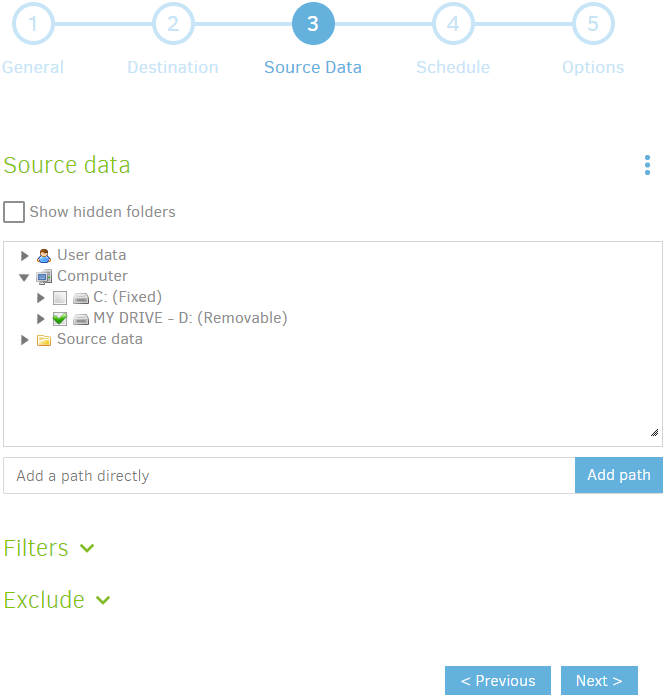 1 2 3 4 5
General Destination Source Data Schedule Options
Source data
Show hidden folders
User data
Computer
C: (Fixed)
MY DRIVE - D: (Removable)
Source data
Add a path directly Add path
Filters
Exclude
< Previous Next >